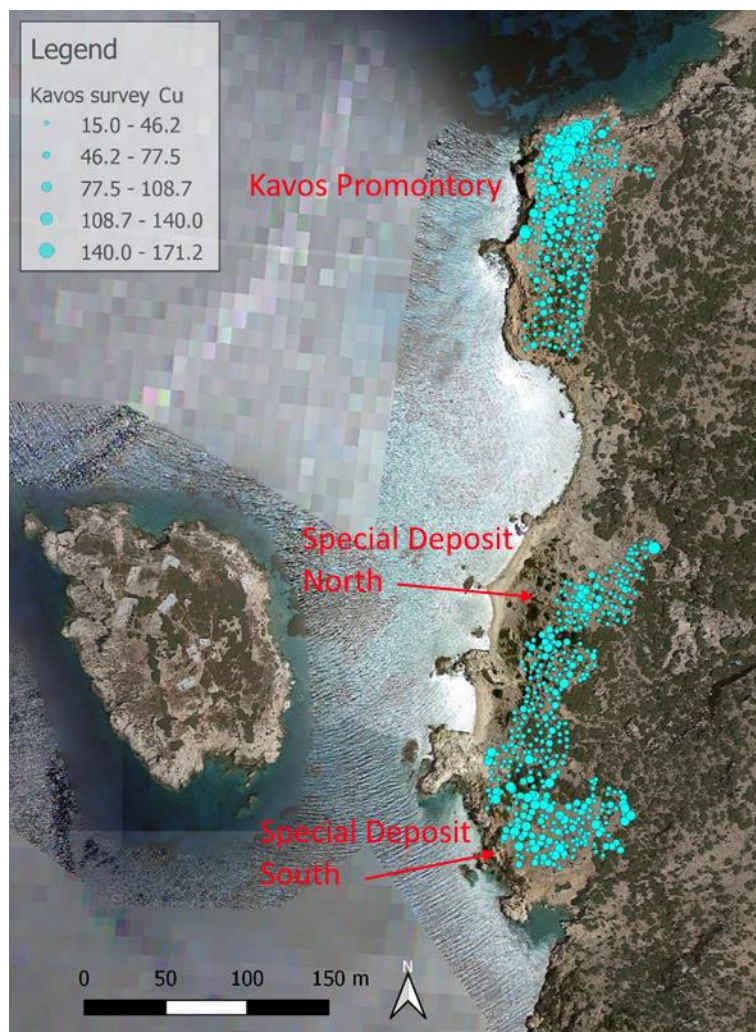 Legend
Kavos survey Cu
15.0 - 46.2
46.2 - 77.5
77.5 - 108.7
108.7 - 140.0
140.0 - 171.2
Kavos Promontory
Special Deposit
North
Special Deposit
South
0 50 100 150 m
N